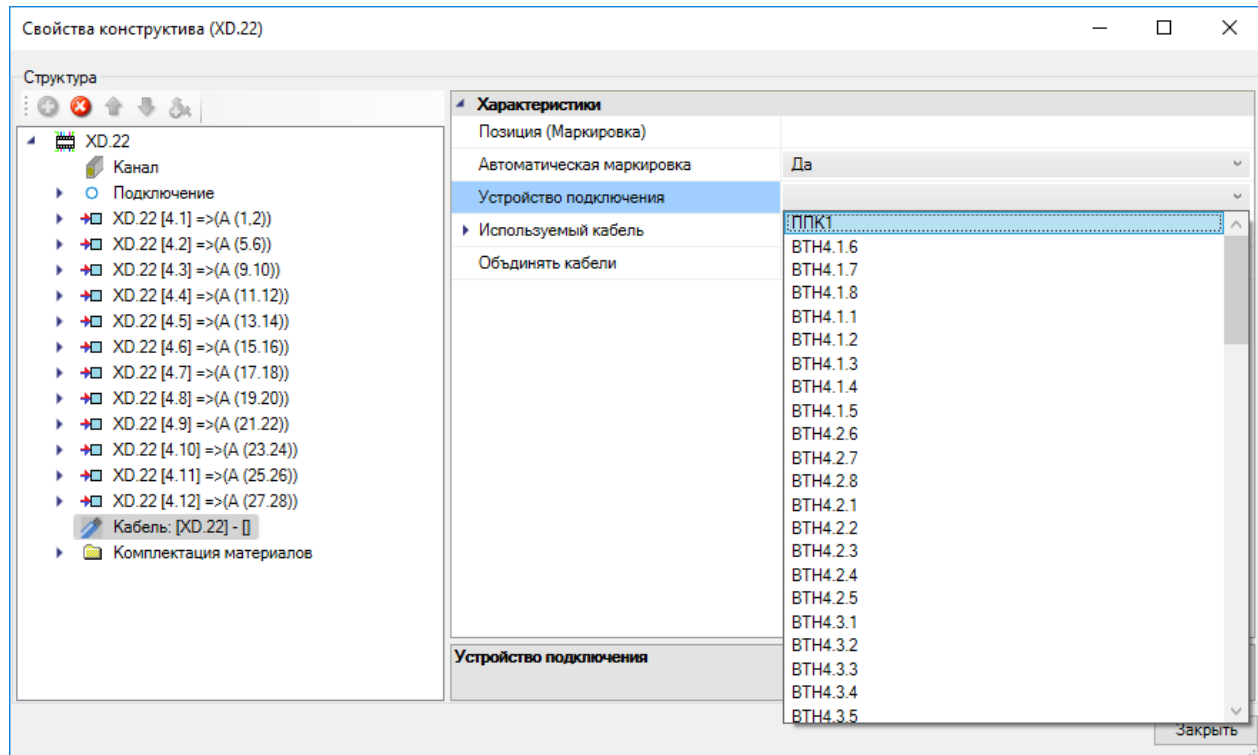 Свойства конструктива (XD.22)
Структура
XD.22
Канал
Подключение
XD.22 [4.1] =>(A (1,2))
XD.22 [4.2] =>(A (5.6))
XD.22 [4.3] =>(A (9.10))
XD.22 [4.4] =>(A (11.12))
XD.22 [4.5] =>(A (13.14))
XD.22 [4.6] =>(A (15.16))
XD.22 [4.7] =>(A (17.18))
XD.22 [4.8] =>(A (19.20))
XD.22 [4.9] =>(A (21.22))
XD.22 [4.10] =>(A (23.24))
XD.22 [4.11] =>(A (25.26))
XD.22 [4.12] =>(A (27.28))
Кабель: [XD.22] - []
Комплектация материалов
Характеристики
Позиция (Маркировка)
Автоматическая маркировка Да
Устройство подключения
Используемый кабель
Объдинять кабели
ППК1
BTH4.1.6
BTH4.1.7
BTH4.1.8
BTH4.1.1
BTH4.1.2
BTH4.1.3
BTH4.1.4
BTH4.1.5
BTH4.2.6
BTH4.2.7
BTH4.2.8
BTH4.2.1
BTH4.2.2
BTH4.2.3
BTH4.2.4
BTH4.2.5
BTH4.3.1
BTH4.3.2
BTH4.3.3
BTH4.3.4
BTH4.3.5
Устройство подключения
Закрыть